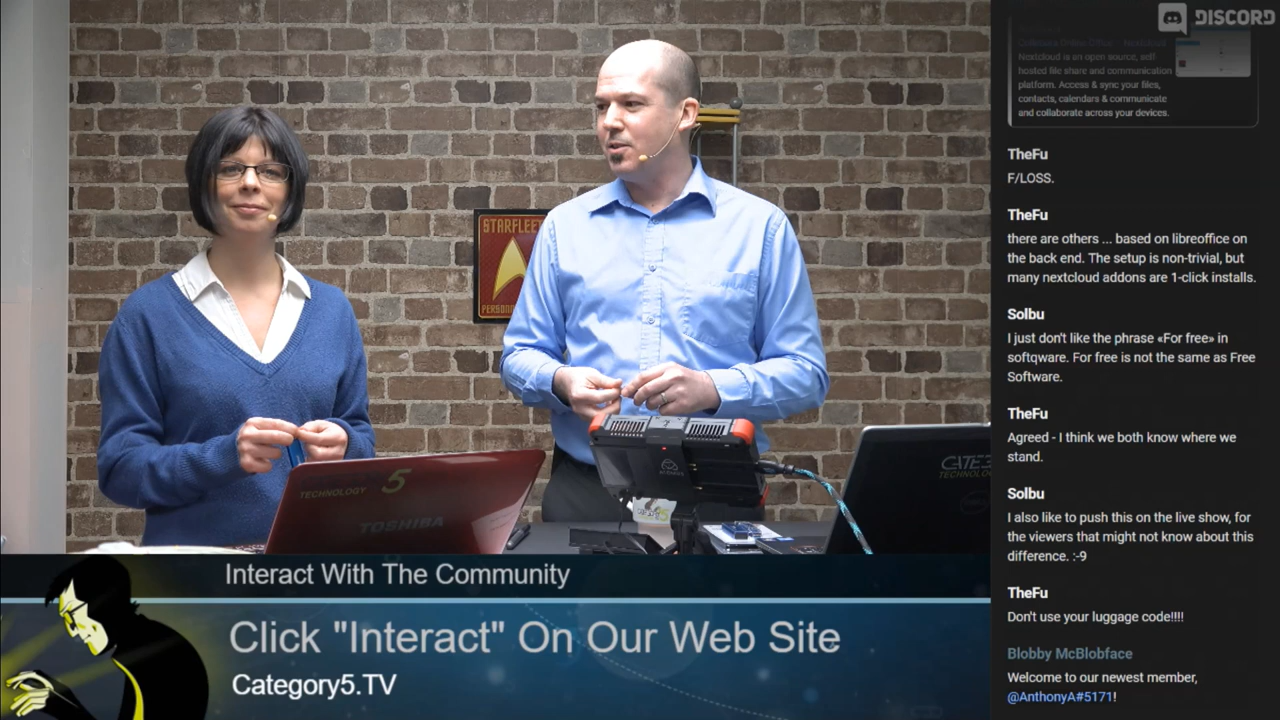 DISCORD
Nextcloud is an open source, self
hosted file share and communication
platform. Access & sync your files,
contacts, calendars & communicate
and collaborate across your devices.
TheFu
F/LOSS.
TheFu
there are others ... based on libreoffice on
the back end. The setup is non-trivial, but
many nextcloud addons are 1-click installs.
Solbu
I just don't like the phrase «For free» in
softqware. For free is not the same as Free
Software.
TheFu
Agreed - I think we both know where we
stand.
Solbu
I also like to push this on the live show, for
the viewers that might not know about this
difference. :-9
TheFu
Don't use your luggage code!!!!
Blobby McBlobface
Welcome to our newest member,
@AnthonyA#5171!
STARFLEET
PERSONN
TECHNOLOGY 5
TOSHIBA
CATE
TECHNOLO
Interact With The Community
Click "Interact" On Our Web Site
Category5.TV